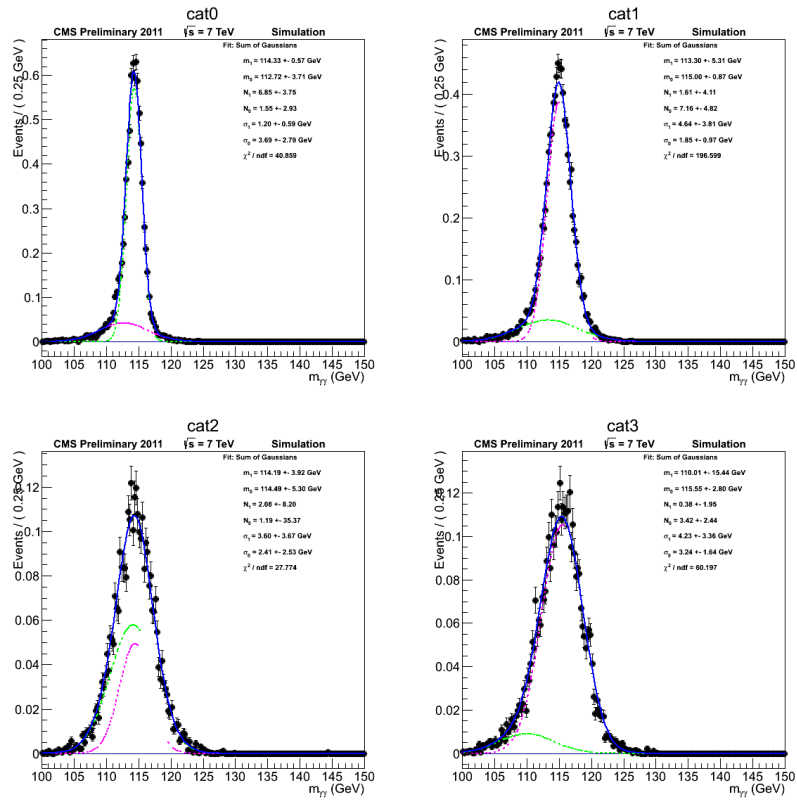 cat0
CMS Preliminary 2011 √s = 7 TeV Simulation
Fit: Sum of Gaussians
m₁ = 114.33 +- 0.57 GeV
m₀ = 112.72 +- 3.71 GeV
N₁ = 6.85 +- 3.75
N₀ = 1.55 +- 2.93
σ₁ = 1.20 +- 0.59 GeV
σ₀ = 3.69 +- 2.79 GeV
χ² / ndf = 40.859
Events / ( 0.25 GeV )
0.6
0.5
0.4
0.3
0.2
0.1
0
100 105 110 115 120 125 130 135 140 145 150
mᵧᵧ (GeV)
cat1
CMS Preliminary 2011 √s = 7 TeV Simulation
Fit: Sum of Gaussians
m₁ = 113.30 +- 5.31 GeV
m₀ = 115.00 +- 0.87 GeV
N₁ = 1.61 +- 4.11
N₀ = 7.16 +- 4.82
σ₁ = 4.64 +- 3.81 GeV
σ₀ = 1.85 +- 0.97 GeV
χ² / ndf = 196.599
Events / ( 0.25 GeV )
0.4
0.3
0.2
0.1
0
100 105 110 115 120 125 130 135 140 145 150
mᵧᵧ (GeV)
cat2
CMS Preliminary 2011 √s = 7 TeV Simulation
Fit: Sum of Gaussians
m₁ = 114.19 +- 3.92 GeV
m₀ = 114.49 +- 5.30 GeV
N₁ = 2.08 +- 8.20
N₀ = 1.19 +- 35.37
σ₁ = 3.60 +- 3.67 GeV
σ₀ = 2.41 +- 2.53 GeV
χ² / ndf = 27.774
Events / ( 0.25 GeV )
0.12
0.1
0.08
0.06
0.04
0.02
0
100 105 110 115 120 125 130 135 140 145 150
mᵧᵧ (GeV)
cat3
CMS Preliminary 2011 √s = 7 TeV Simulation
Fit: Sum of Gaussians
m₁ = 110.01 +- 15.44 GeV
m₀ = 115.55 +- 2.80 GeV
N₁ = 0.38 +- 1.95
N₀ = 3.42 +- 2.44
σ₁ = 4.23 +- 3.36 GeV
σ₀ = 3.24 +- 1.64 GeV
χ² / ndf = 60.197
Events / ( 0.25 GeV )
0.12
0.1
0.08
0.06
0.04
0.02
0
100 105 110 115 120 125 130 135 140 145 150
mᵧᵧ (GeV)